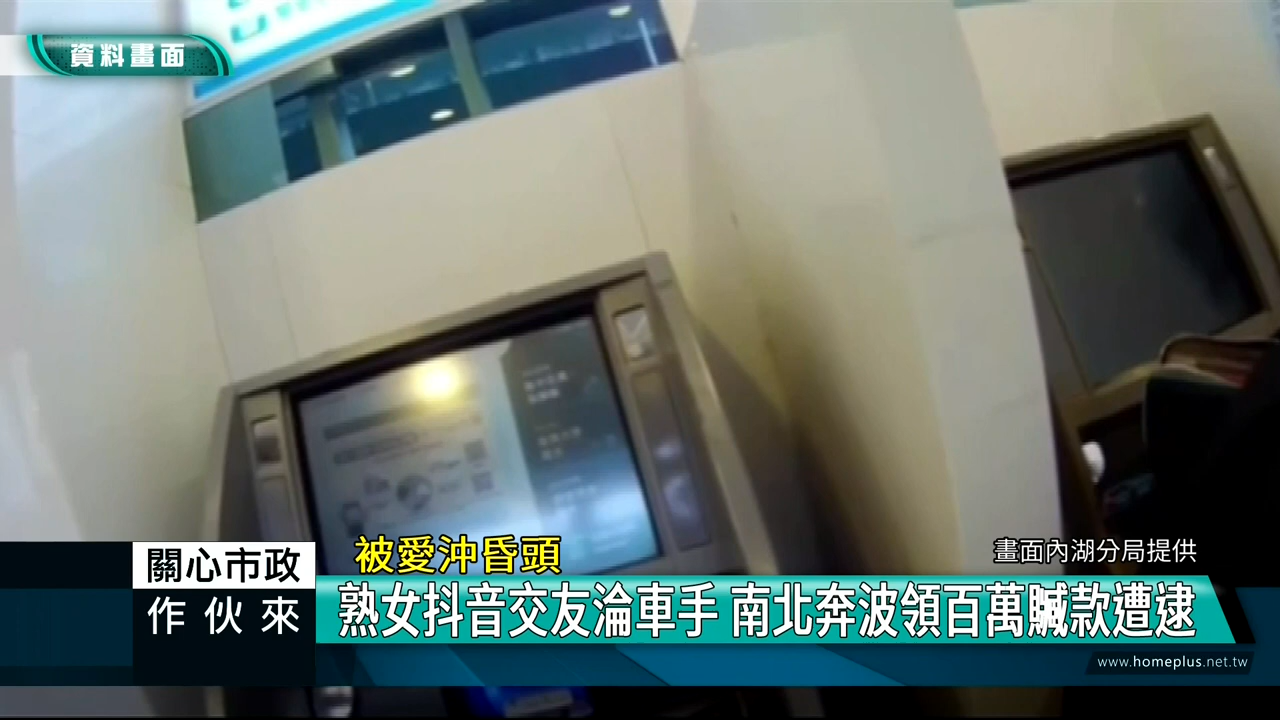 資料畫面
被愛沖昏頭
畫面內湖分局提供
關心市政
作伙來
熟女抖音交友淪車手 南北奔波領百萬贓款遭逮
www.homeplus.net.tw